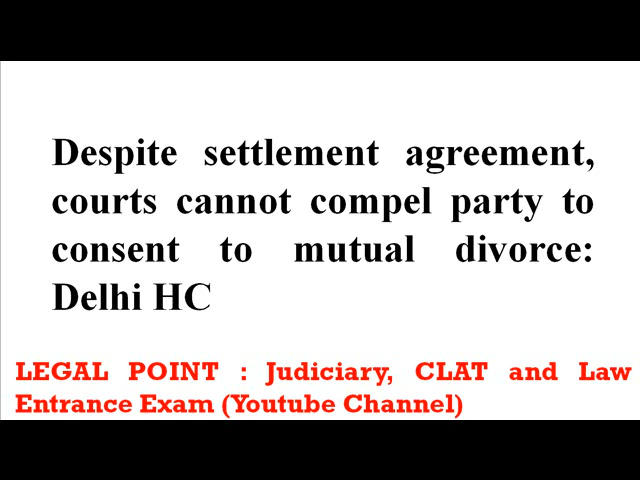 Despite settlement agreement,
courts cannot compel party to
consent to mutual divorce:
Delhi HC
LEGAL POINT : Judiciary, CLAT and Law
Entrance Exam (Youtube Channel)